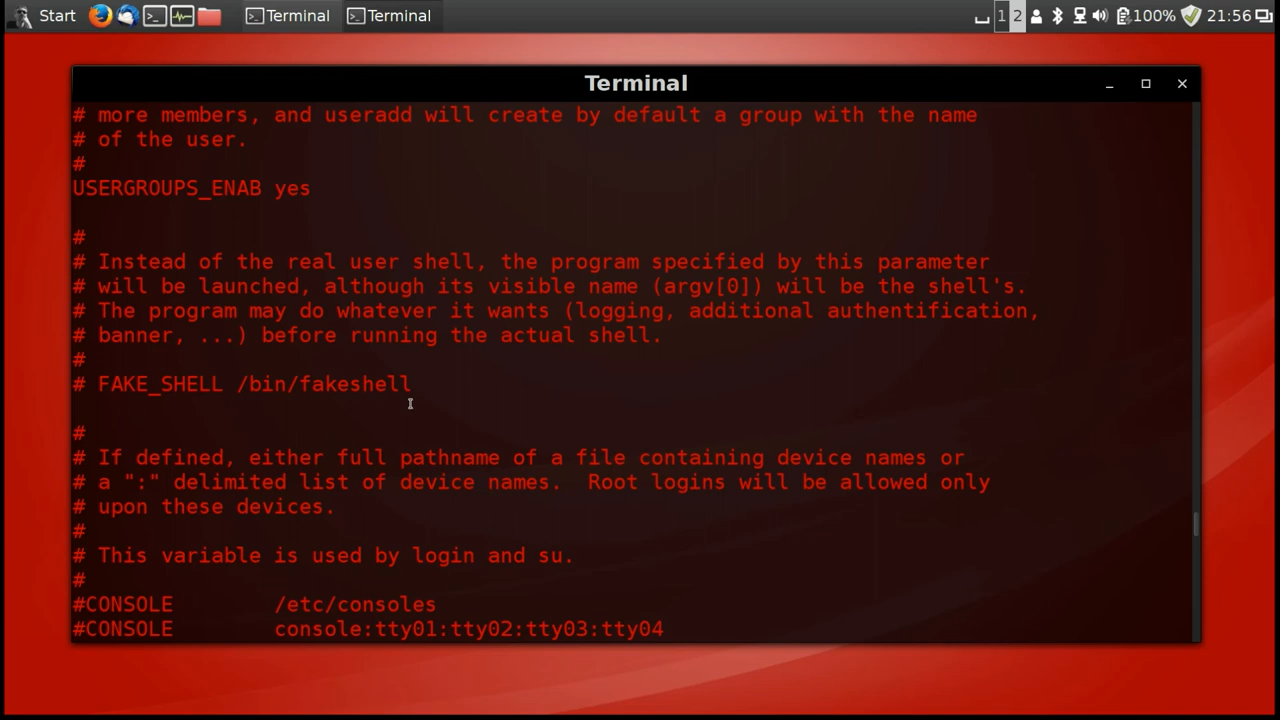 Start Terminal Terminal 1 2 100% 21:56
Terminal
# more members, and useradd will create by default a group with the name
# of the user.
#
USERGROUPS_ENAB yes
#
# Instead of the real user shell, the program specified by this parameter
# will be launched, although its visible name (argv[0]) will be the shell's.
# The program may do whatever it wants (logging, additional authentification,
# banner, ...) before running the actual shell.
#
# FAKE_SHELL /bin/fakeshell
#
# If defined, either full pathname of a file containing device names or
# a ":" delimited list of device names.  Root logins will be allowed only
# upon these devices.
#
# This variable is used by login and su.
#
#CONSOLE        /etc/consoles
#CONSOLE        console:tty01:tty02:tty03:tty04